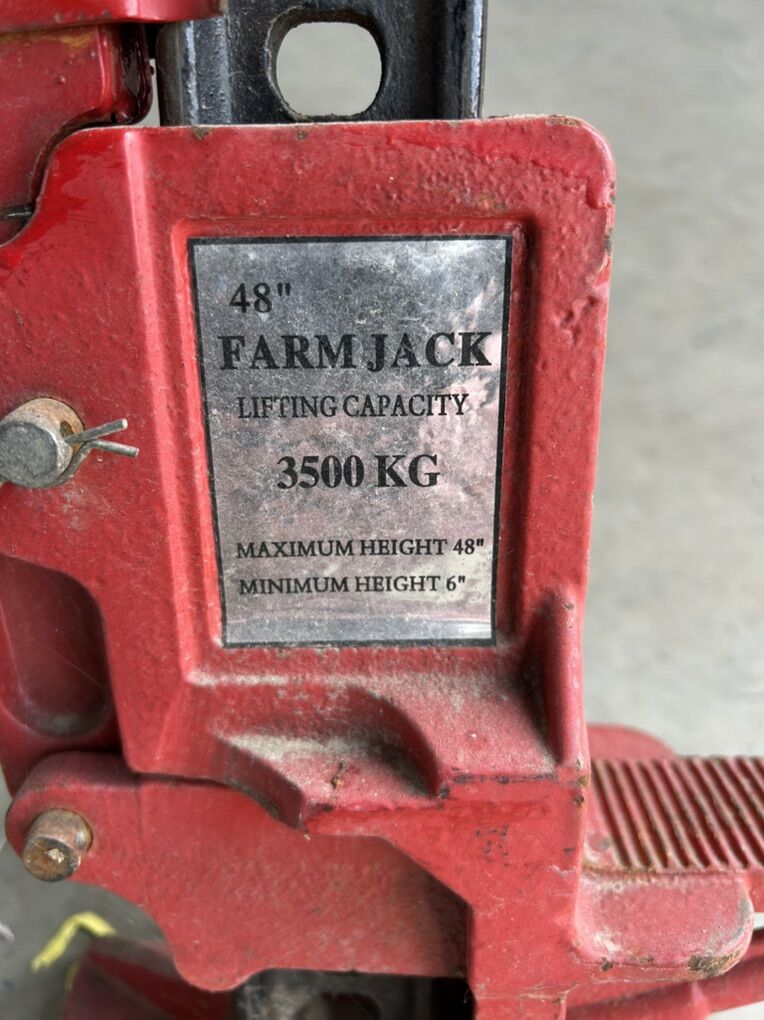 48"
FARM JACK
LIFTING CAPACITY
3500 KG
MAXIMUM HEIGHT 48"
MINIMUM HEIGHT 6"